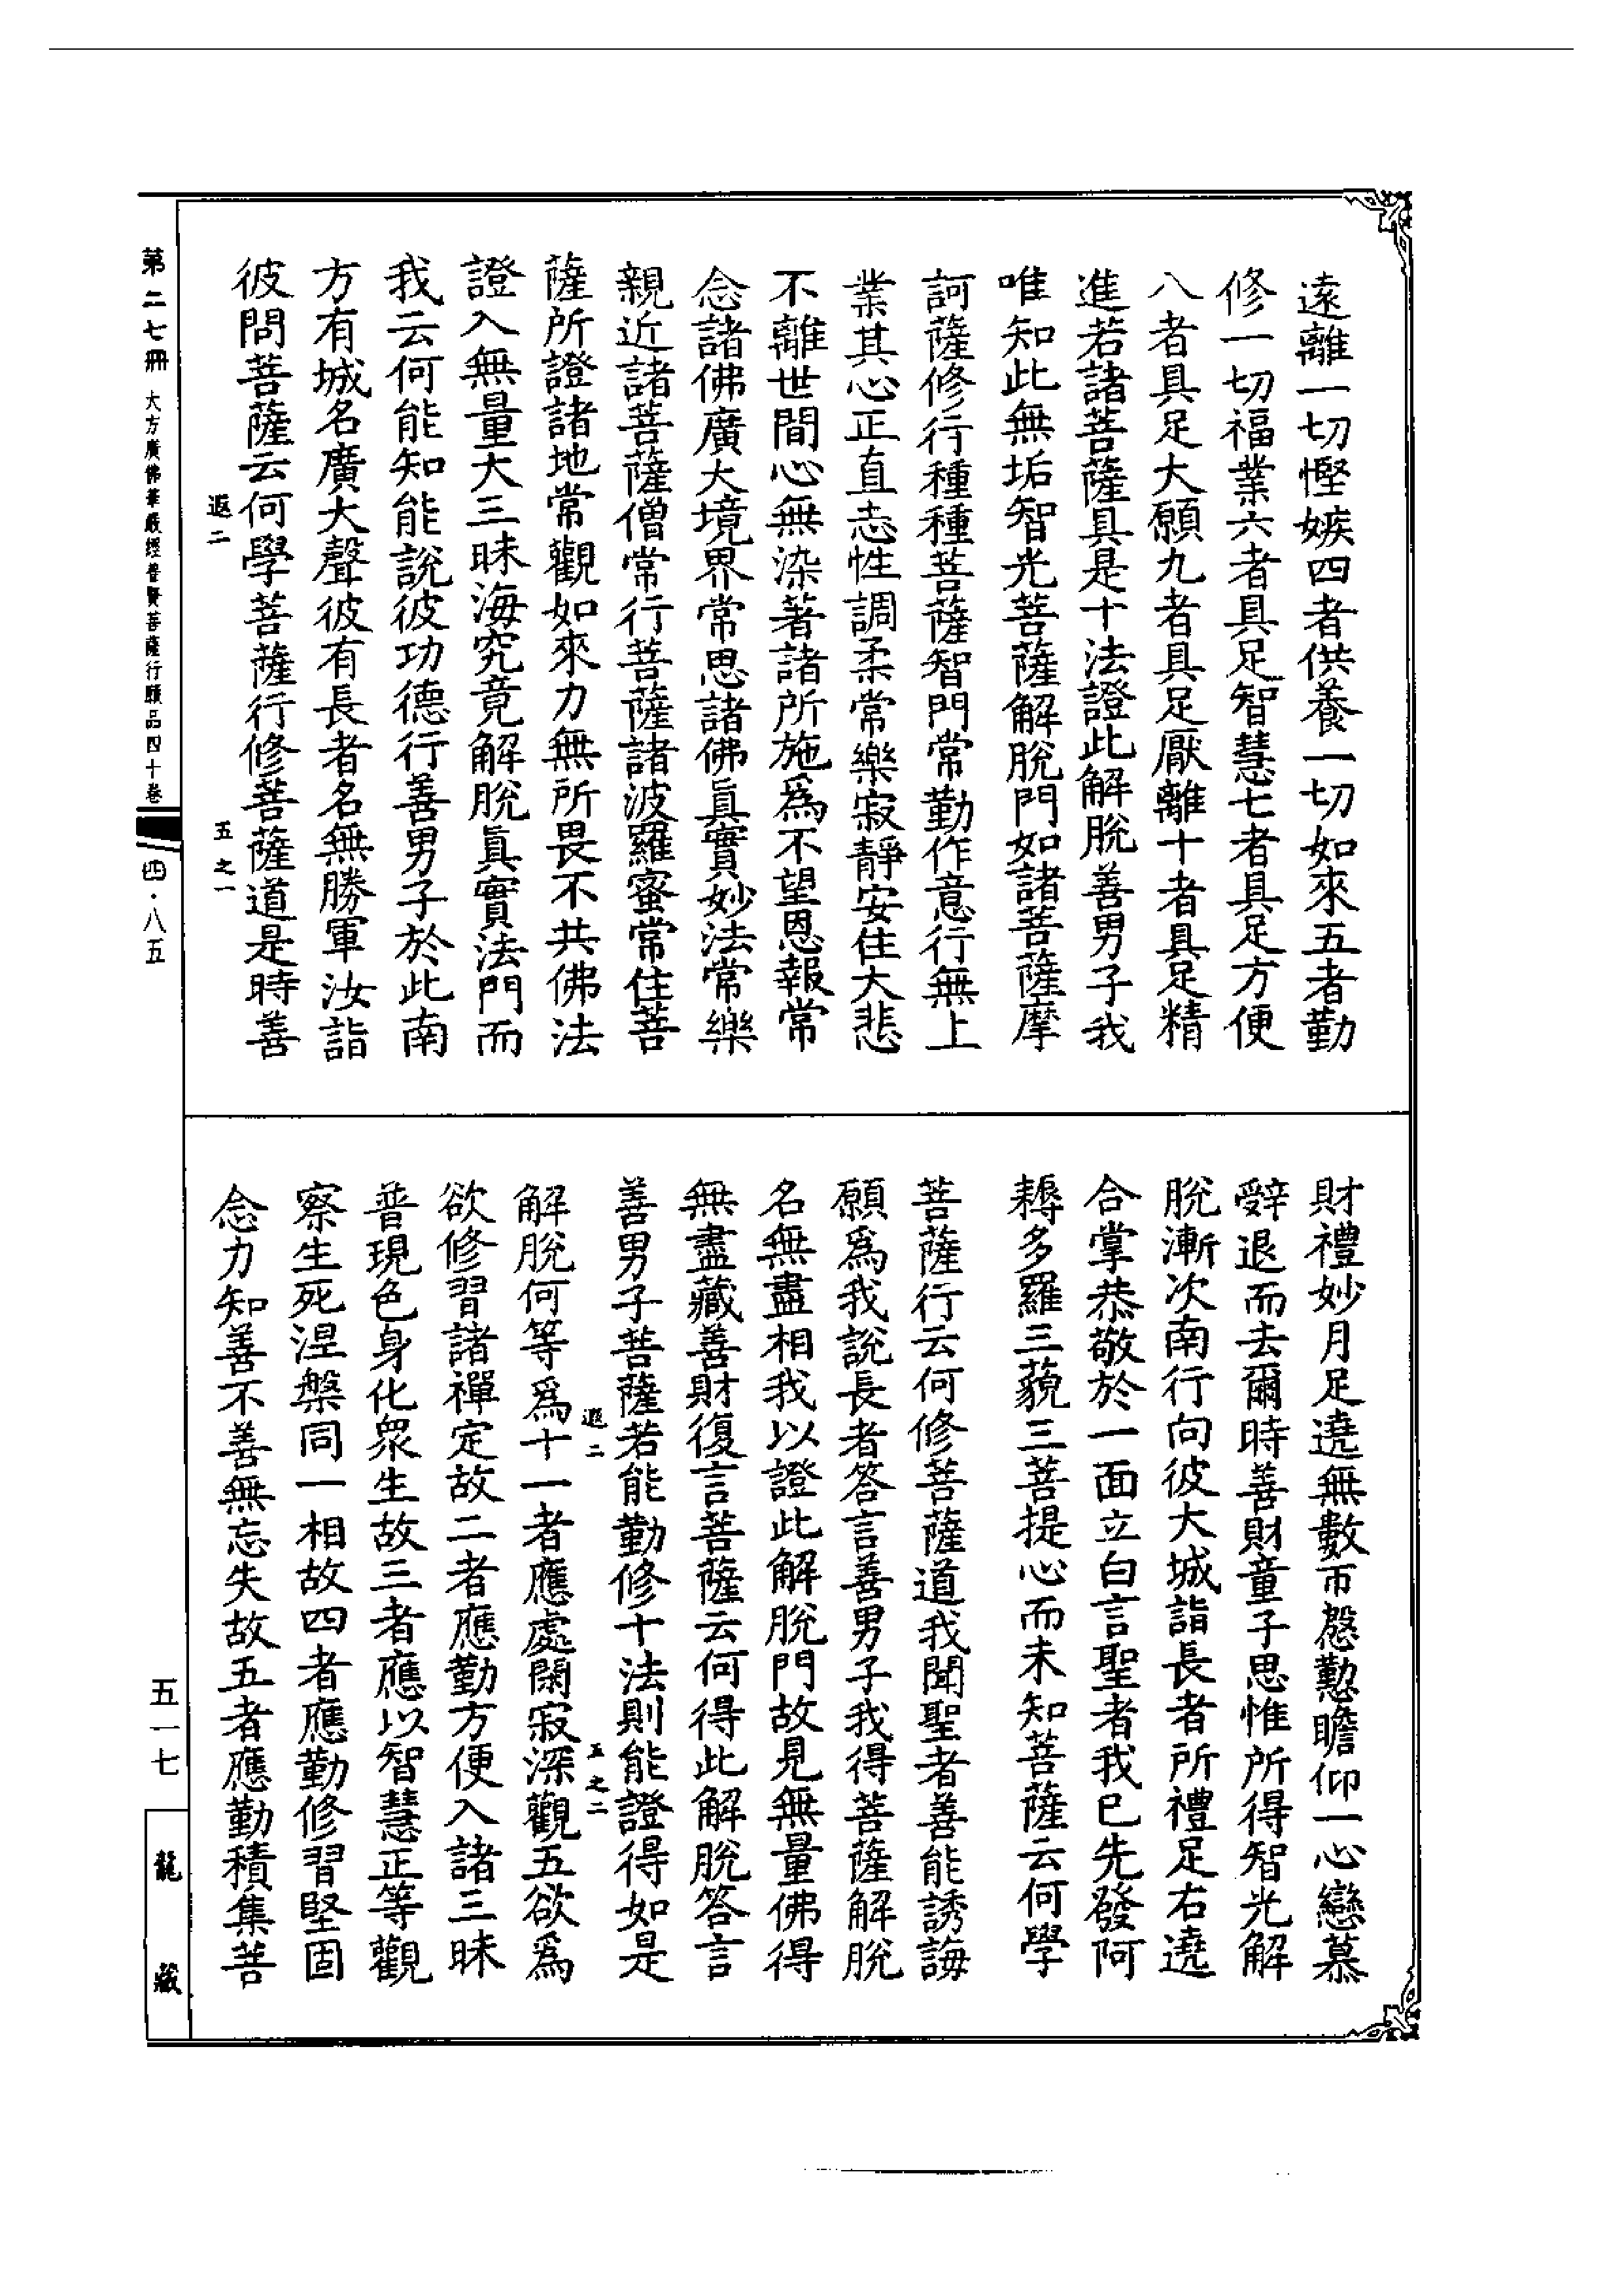 遠離一切慳嫉四者供養一切如來五者勤
修一切福業六者具足智慧七者具足方便
八者具足大願九者具足厭離十者具足精
進若諸菩薩具是十法證此解脫善男子我
唯知此無垢智光菩薩解脫門如諸菩薩摩
訶薩修行種種菩薩智門常勤作意行無上
業其心正直志性調柔常樂寂靜安住大悲
不離世間心無染著諸所施為不望恩報常
念諸佛廣大境界常思諸佛眞實妙法常樂
親近諸菩薩僧常行菩薩諸波羅蜜常住菩
薩所證諸地常觀如來力無所畏不共佛法
證入無量大三昧海究竟解脫眞實法門而
我云何能知能說彼功德行善男子於此南
方有城名廣大聲彼有長者名無勝軍汝詣
彼問菩薩云何學菩薩行修菩薩道是時善
遐二
五之一
財禮妙月足遶無數帀慇懃瞻仰一心戀慕
辭退而去爾時善財童子思惟所得智光解
脫漸次南行向彼大城詣長者所禮足右遶
合掌恭敬於一面立白言聖者我已先發阿
耨多羅三藐三菩提心而未知菩薩云何學
菩薩行云何修菩薩道我聞聖者善能誘誨
願為我說長者答言善男子我得菩薩解脫
名無盡相我以證此解脫門故見無量佛得
無盡藏善財復言菩薩云何得此解脫答言
善男子菩薩若能勤修十法則能證得如是
遐二
五之二
解脫何等為十一者應處閑寂深觀五欲為
欲修習諸禪定故二者應勤方便入諸三昧
普現色身化眾生故三者應以智慧正等觀
察生死涅槃同一相故四者應勤修習堅固
念力知善不善無忘失故五者應勤積集善
第二七冊 大方廣佛華嚴經普賢菩薩行願品四十卷
四·八五
五一七
龍藏